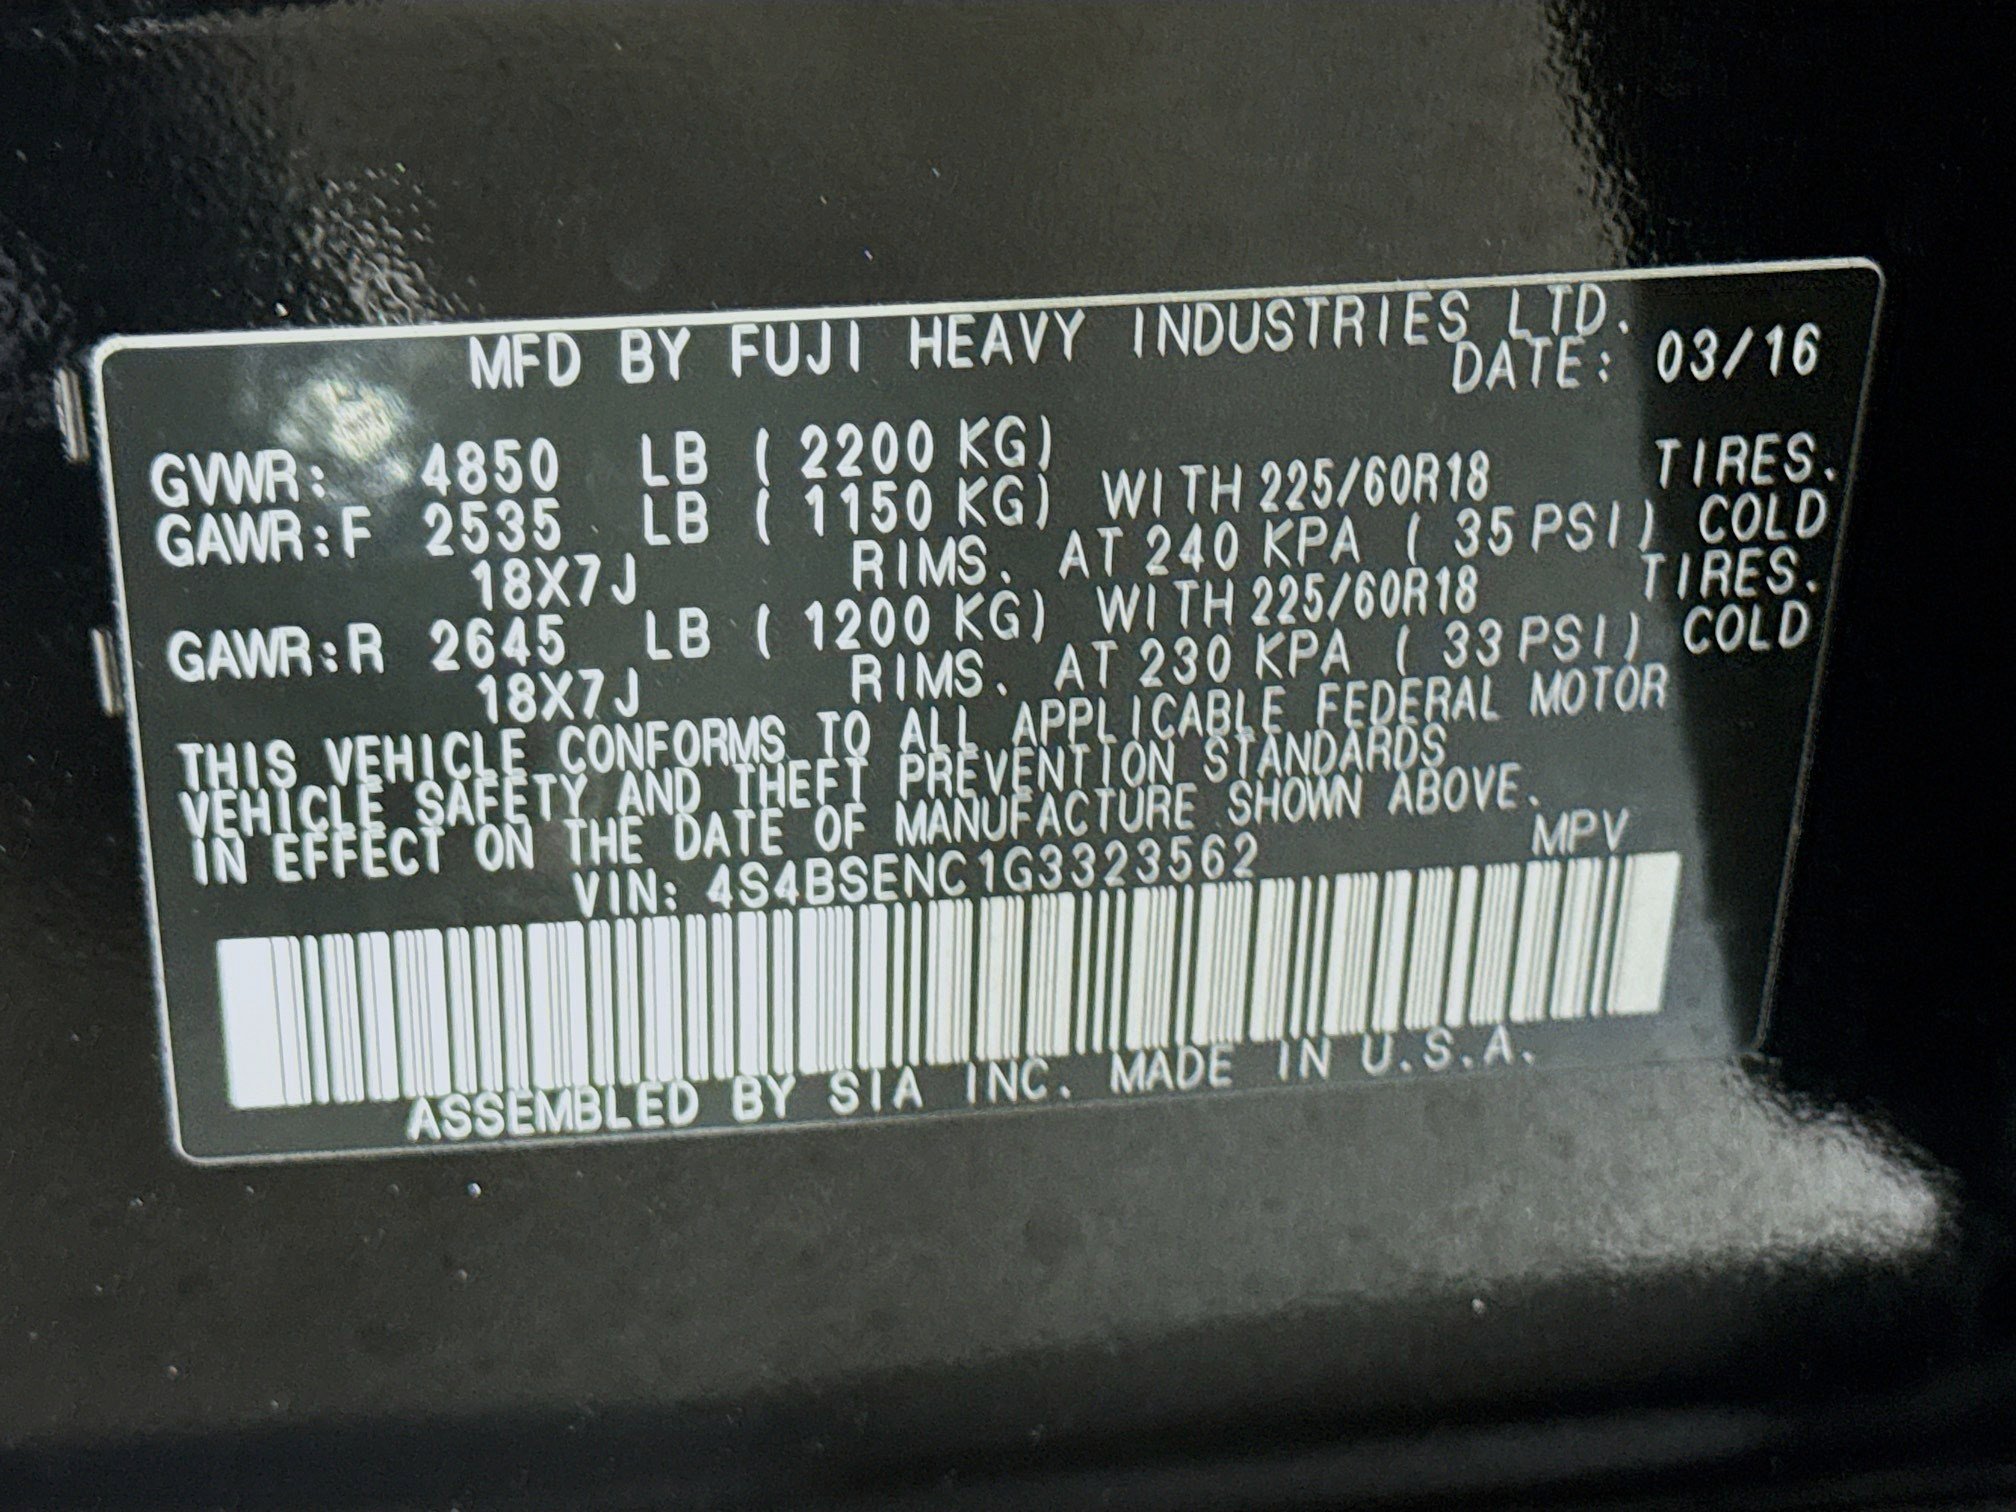 MFD BY FUJI HEAVY INDUSTRIES LTD.
DATE: 03/16
GVWR: 4850 LB ( 2200 KG)
GAWR:F 2535 LB ( 1150 KG) WITH 225/60R18 TIRES.
18X7J RIMS. AT 240 KPA ( 35 PSI) COLD
GAWR:R 2645 LB ( 1200 KG) WITH 225/60R18 TIRES.
18X7J RIMS. AT 230 KPA ( 33 PSI) COLD
THIS VEHICLE CONFORMS TO ALL APPLICABLE FEDERAL MOTOR
VEHICLE SAFETY AND THEFT PREVENTION STANDARDS
IN EFFECT ON THE DATE OF MANUFACTURE SHOWN ABOVE.
VIN: 4S4BSENC1G3323562 MPV
ASSEMBLED BY SIA INC. MADE IN U.S.A.